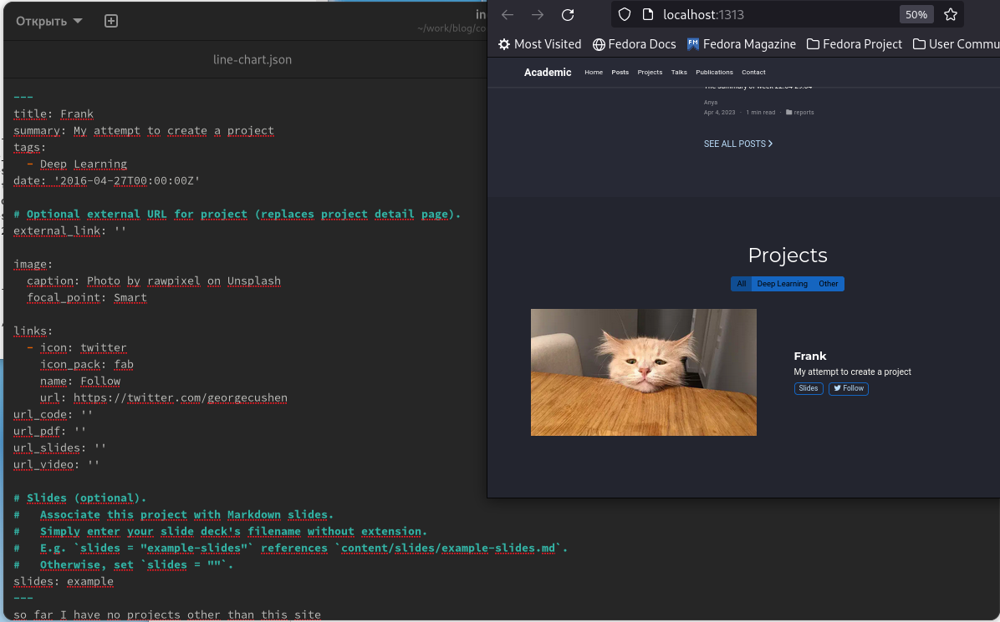 Открыть
in
~/work/blog/co
line-chart.json
---
title: Frank
summary: My attempt to create a project
tags:
- Deep Learning
date: '2016-04-27T00:00:00Z'
# Optional external URL for project (replaces project detail page).
external_link: ''
image:
caption: Photo by rawpixel on Unsplash
focal_point: Smart
links:
- icon: twitter
icon_pack: fab
name: Follow
url: https://twitter.com/georgecushen
url_code: ''
url_pdf: ''
url_slides: ''
url_video: ''
# Slides (optional).
# Associate this project with Markdown slides.
# Simply enter your slide deck's filename without extension.
# E.g. `slides = "example-slides"` references `content/slides/example-slides.md`.
# Otherwise, set `slides = ""`.
slides: example
---
so far I have no projects other than this site
localhost:1313
50%
Most Visited Fedora Docs FM Fedora Magazine Fedora Project User Commu
Academic Home Posts Projects Talks Publications Contact
The summary of week 22.04-29.04
Anya
Apr 4, 2023 · 1 min read · reports
SEE ALL POSTS
Projects
All Deep Learning Other
Frank
My attempt to create a project
Slides Follow